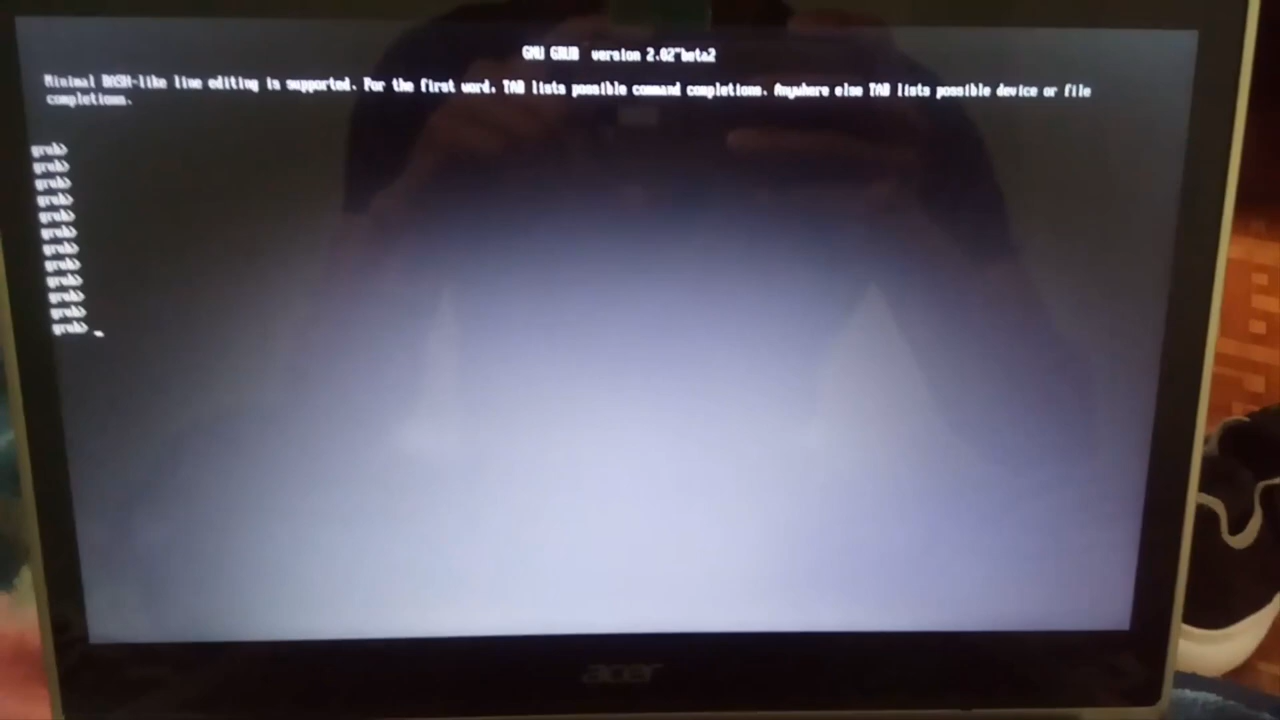 GNU GRUB version 2.02~beta2
Minimal BASH-like line editing is supported. For the first word, TAB lists possible command completions. Anywhere else TAB lists possible device or file
completions.
grub>
grub>
grub>
grub>
grub>
grub>
grub>
grub>
grub>
grub>
grub>
grub> _
acer